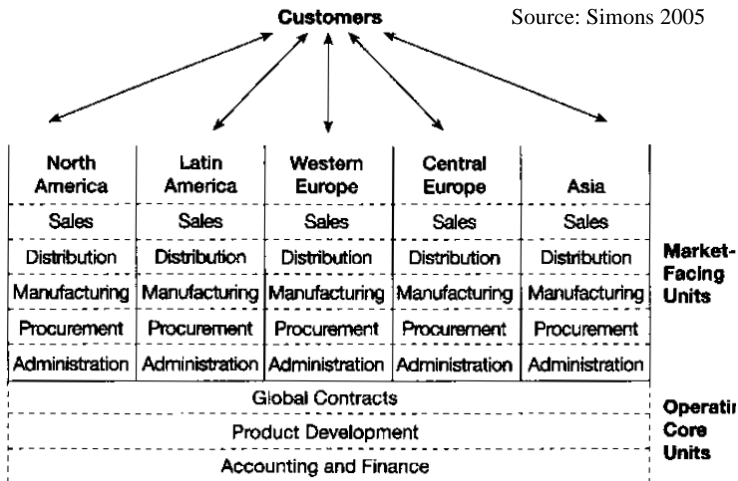 Customers
Source: Simons 2005
North America
Latin America
Western Europe
Central Europe
Asia
Sales Sales Sales Sales Sales
Distribution Distribution Distribution Distribution Distribution
Manufacturing Manufacturing Manufacturing Manufacturing Manufacturing
Procurement Procurement Procurement Procurement Procurement
Administration Administration Administration Administration Administration
Market-
Facing
Units
Global Contracts
Product Development
Accounting and Finance
Operatin
Core
Units